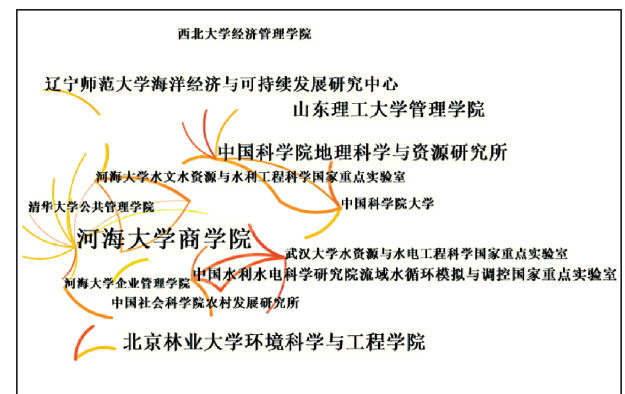 西北大学经济管理学院
辽宁师范大学海洋经济与可持续发展研究中心
山东理工大学管理学院
中国科学院地理科学与资源研究所
河海大学水文水资源与水利工程科学国家重点实验室
清华大学公共管理学院
中国科学院大学
河海大学商学院
武汉大学水资源与水电工程科学国家重点实验室
中国水利水电科学研究院流域水循环模拟与调控国家重点实验室
河海大学企业管理学院
中国社会科学院农村发展研究所
北京林业大学环境科学与工程学院